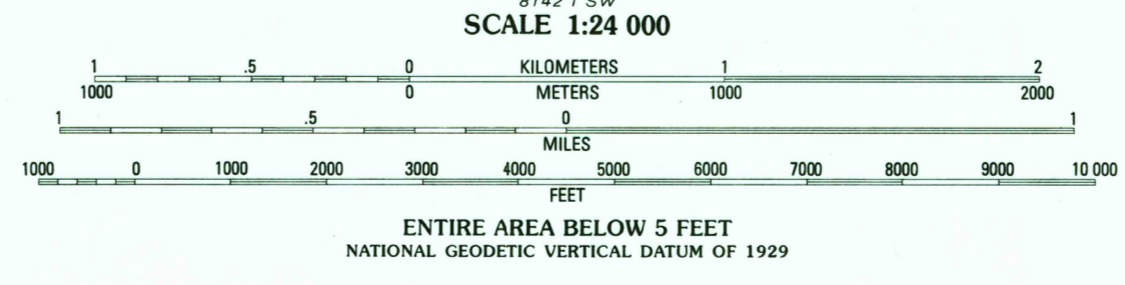 SCALE 1:24 000
1 .5 0 KILOMETERS 1 2
1000 0 METERS 1000 2000
1 .5 0 1
MILES
1000 0 1000 2000 3000 4000 5000 6000 7000 8000 9000 10 000
FEET
ENTIRE AREA BELOW 5 FEET
NATIONAL GEODETIC VERTICAL DATUM OF 1929